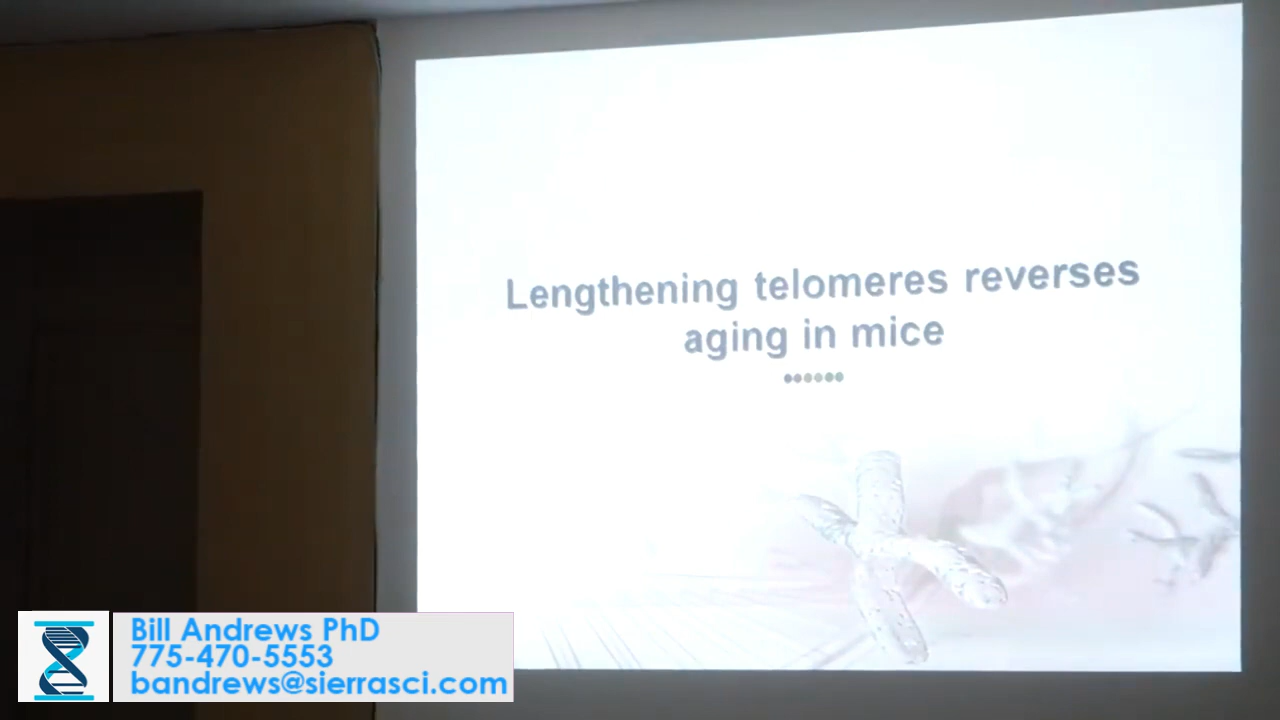 Lengthening telomeres reverses
aging in mice
Bill Andrews PhD
775-470-5553
bandrews@sierrasci.com